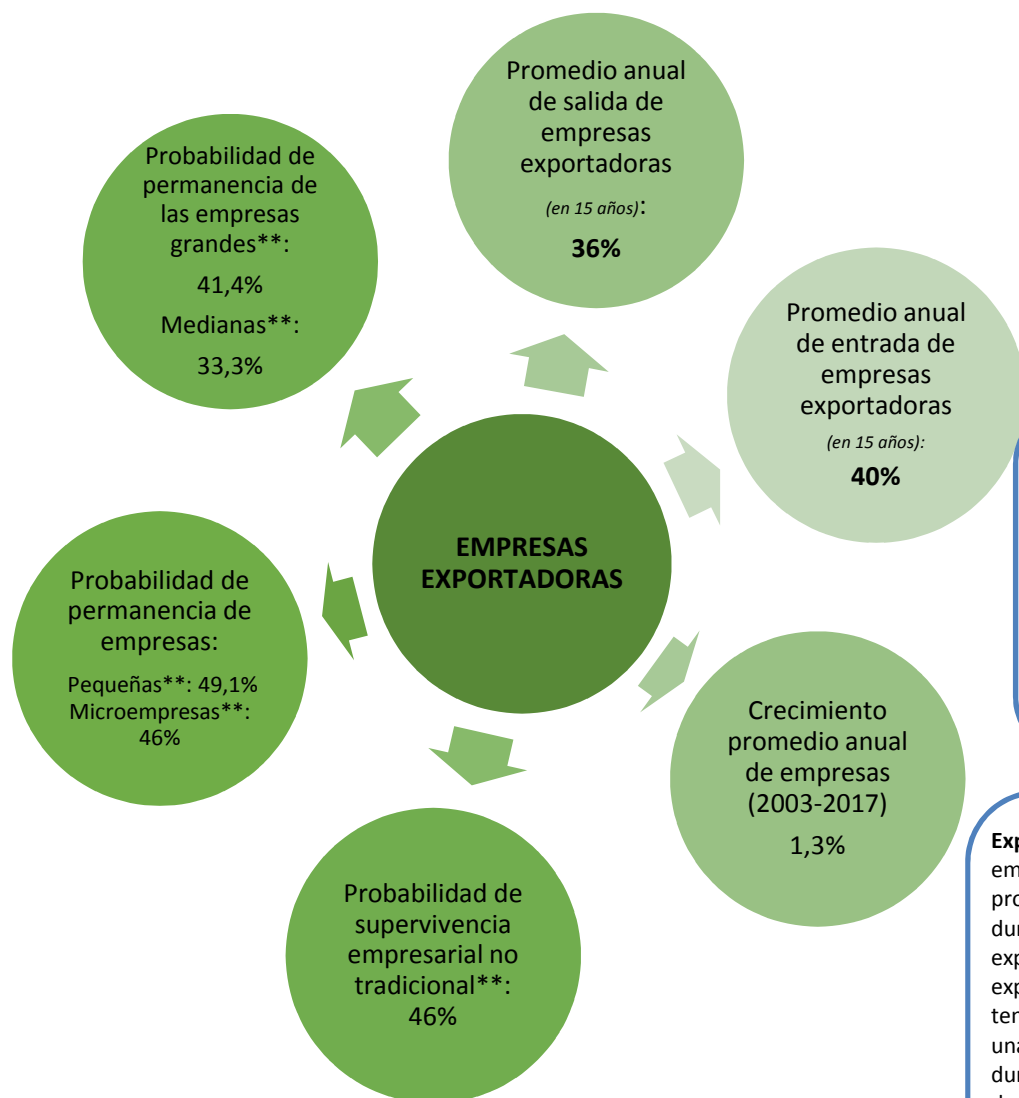 Promedio anual
de salida de
empresas
exportadoras
(en 15 años):
36%
Probabilidad de
permanencia de
las empresas
grandes**:
41,4%
Medianas**:
33,3%
Promedio anual
de entrada de
empresas
exportadoras
(en 15 años):
40%
EMPRESAS
EXPORTADORAS
Probabilidad de
permanencia de
empresas:
Pequeñas**: 49,1%
Microempresas**:
46%
Crecimiento
promedio anual
de empresas
(2003-2017)
1,3%
Probabilidad de
supervivencia
empresarial no
tradicional**:
46%